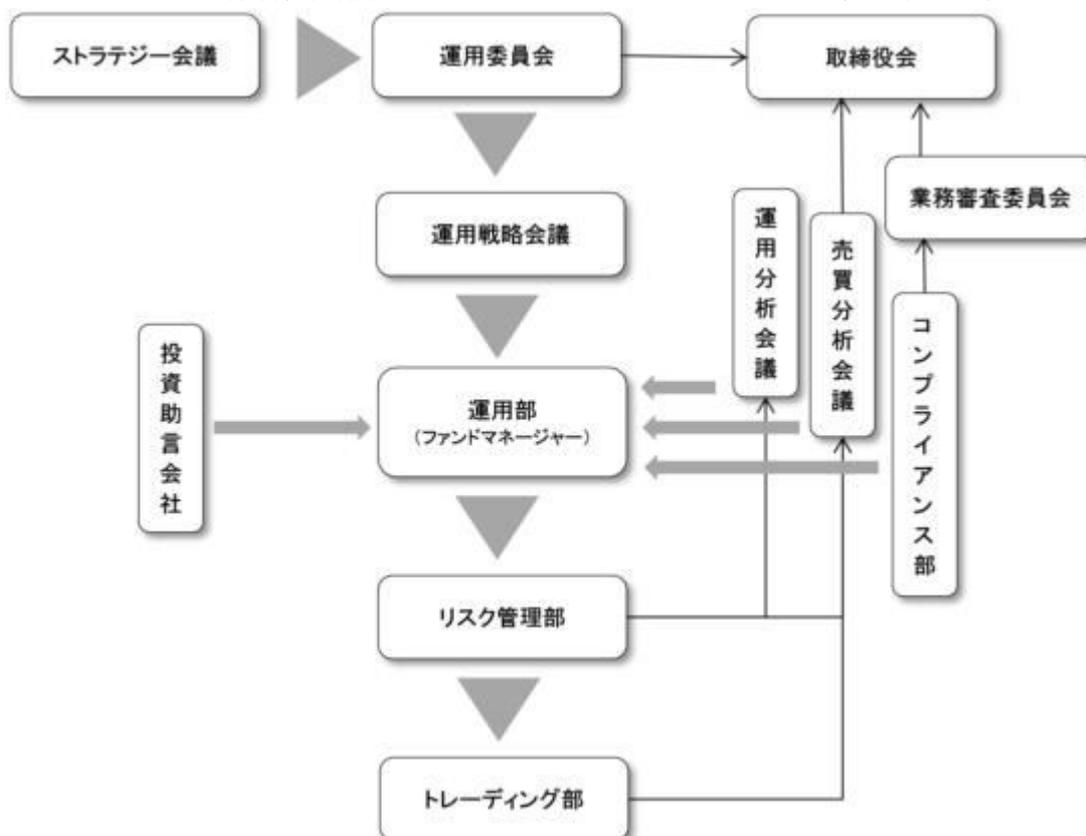 ストラテジー会議
運用委員会
取締役会
業務審査委員会
運用戦略会議
運用分析会議
売買分析会議
コンプライアンス部
投資助言会社
運用部
(ファンドマネージャー)
リスク管理部
トレーディング部